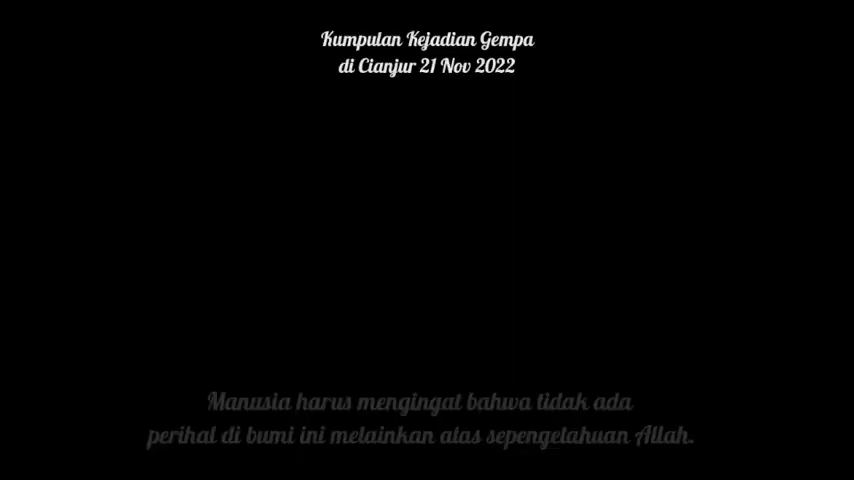 Kumpulan Kejadian Gempa
di Cianjur 21 Nov 2022
Manusia harus mengingat bahwa tidak ada
perihal di bumi ini melainkan atas sepengetahuan Allah.